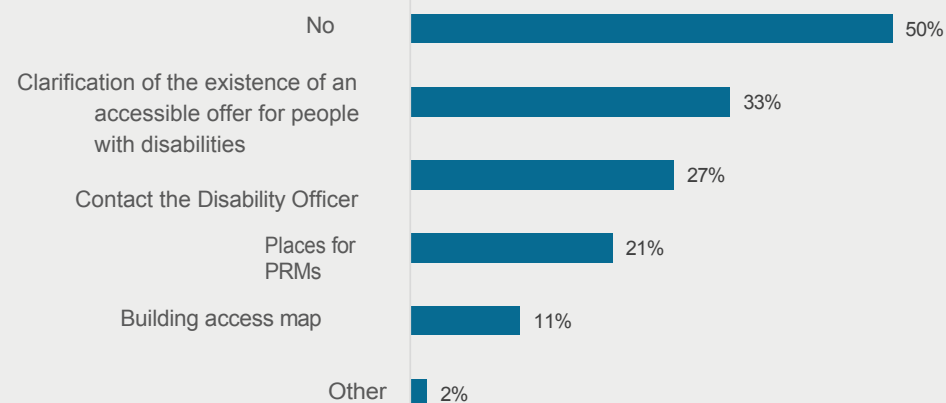 No
50%
Clarification of the existence of an
accessible offer for people
with disabilities
33%
27%
Contact the Disability Officer
Places for
PRMs
21%
Building access map
11%
Other
2%